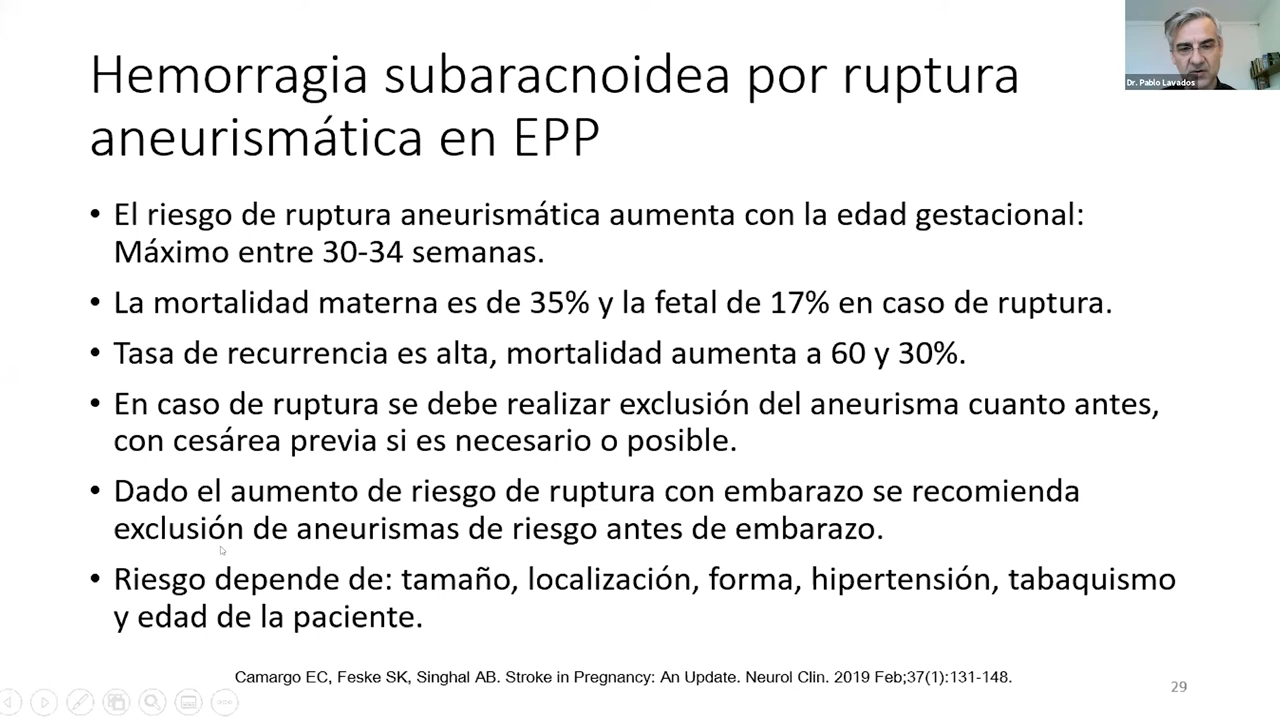 Dr. Pablo Lavados
Hemorragia subaracnoidea por ruptura
aneurismática en EPP
• El riesgo de ruptura aneurismática aumenta con la edad gestacional:
Máximo entre 30-34 semanas.
• La mortalidad materna es de 35% y la fetal de 17% en caso de ruptura.
• Tasa de recurrencia es alta, mortalidad aumenta a 60 y 30%.
• En caso de ruptura se debe realizar exclusión del aneurisma cuanto antes,
con cesárea previa si es necesario o posible.
• Dado el aumento de riesgo de ruptura con embarazo se recomienda
exclusión de aneurismas de riesgo antes de embarazo.
• Riesgo depende de: tamaño, localización, forma, hipertensión, tabaquismo
y edad de la paciente.
Camargo EC, Feske SK, Singhal AB. Stroke in Pregnancy: An Update. Neurol Clin. 2019 Feb;37(1):131-148.
29